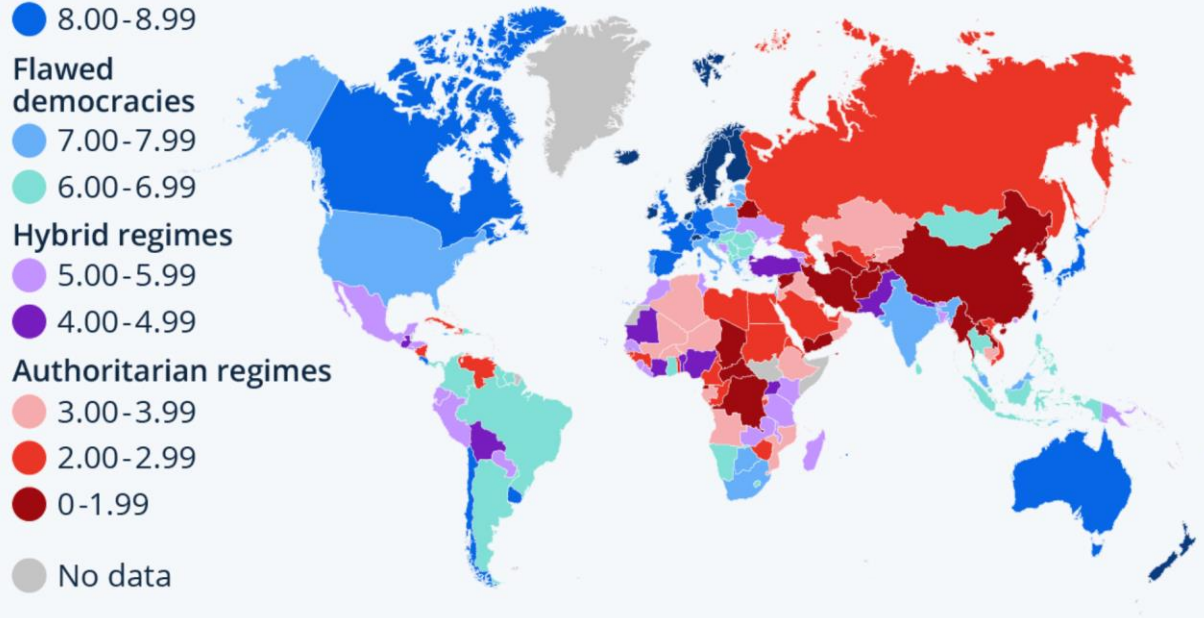 8.00-8.99
Flawed
democracies
7.00-7.99
6.00-6.99
Hybrid regimes
5.00-5.99
4.00-4.99
Authoritarian regimes
3.00-3.99
2.00-2.99
0-1.99
No data